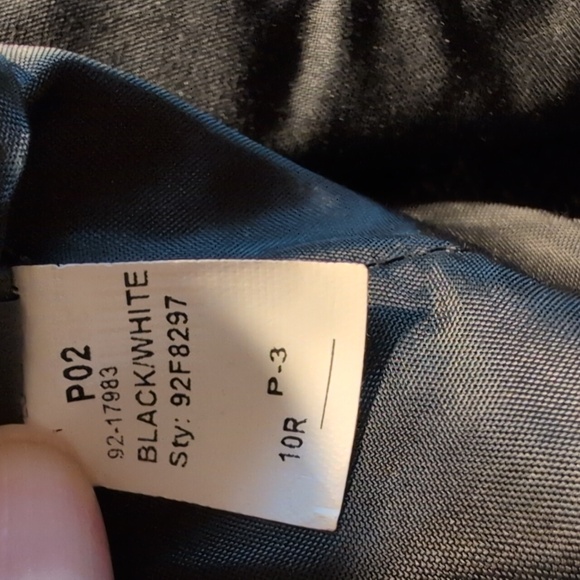 P02
92-17983
BLACK/WHITE
Sty: 92F8297
10R P-3